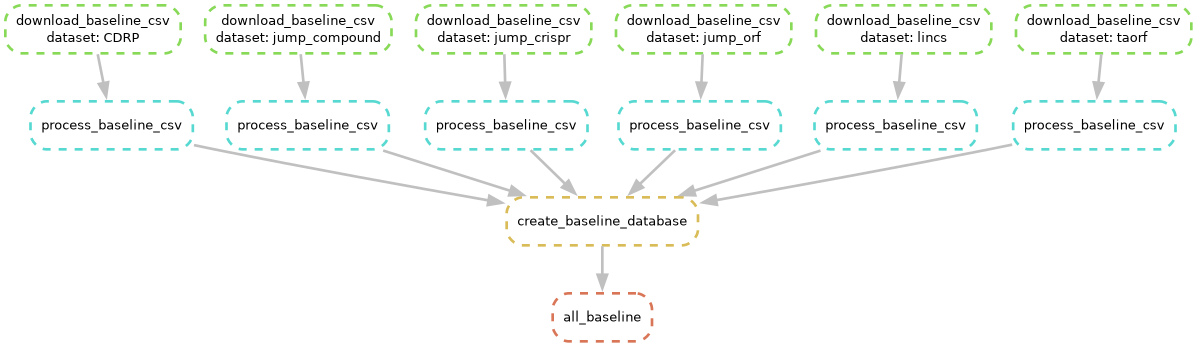 download_baseline_csv
dataset: CDRP
download_baseline_csv
dataset: jump_compound
download_baseline_csv
dataset: jump_crispr
download_baseline_csv
dataset: jump_orf
download_baseline_csv
dataset: lincs
download_baseline_csv
dataset: taorf
process_baseline_csv
process_baseline_csv
process_baseline_csv
process_baseline_csv
process_baseline_csv
process_baseline_csv
create_baseline_database
all_baseline